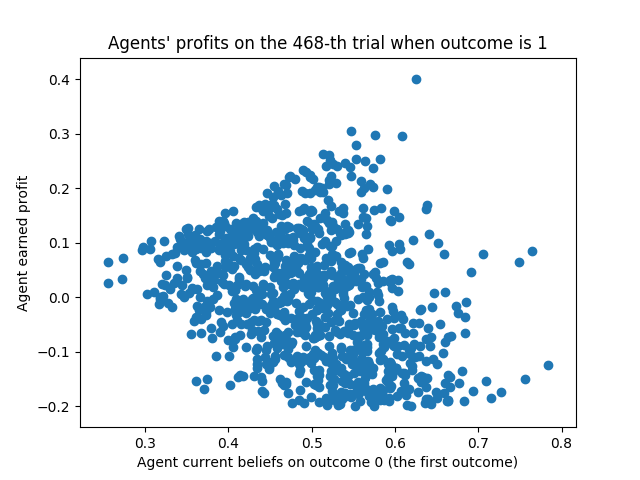 Agents' profits on the 468-th trial when outcome is 1
0.4
0.3
0.2
0.1
0.0
−0.1
−0.2
Agent earned profit
0.3 0.4 0.5 0.6 0.7 0.8
Agent current beliefs on outcome 0 (the first outcome)